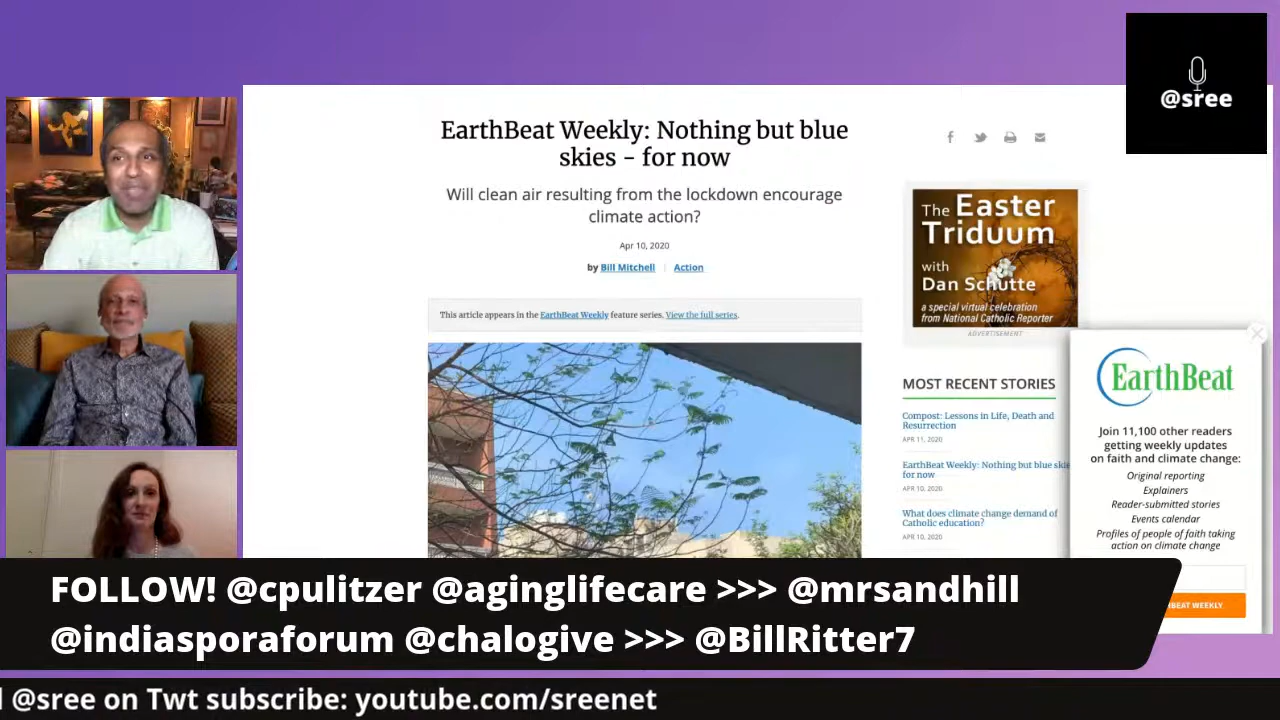 @sree
EarthBeat Weekly: Nothing but blue
skies - for now
Will clean air resulting from the lockdown encourage
climate action?
Apr 10, 2020
by Bill Mitchell | Action
This article appears in the EarthBeat Weekly feature series. View the full series.
The Easter
Triduum
with
Dan Schutte
a special virtual celebration
from National Catholic Reporter
ADVERTISEMENT
MOST RECENT STORIES
Compost: Lessons in Life, Death and
Resurrection
APR 11, 2020
EarthBeat Weekly: Nothing but blue
for now
APR 10, 2020
What does climate change demand of
Catholic education?
APR 10, 2020
EarthBeat
Join 11,100 other readers
getting weekly updates
on faith and climate change:
Original reporting
Explainers
Reader-submitted stories
Events calendar
Profiles of people of faith taking
action on climate change
WEEKLY
FOLLOW! @cpulitzer @aginglifecare >>> @mrsandhill
@indiasporaforum @chalogive >>> @BillRitter7
@sree on Twt subscribe: youtube.com/sreenet